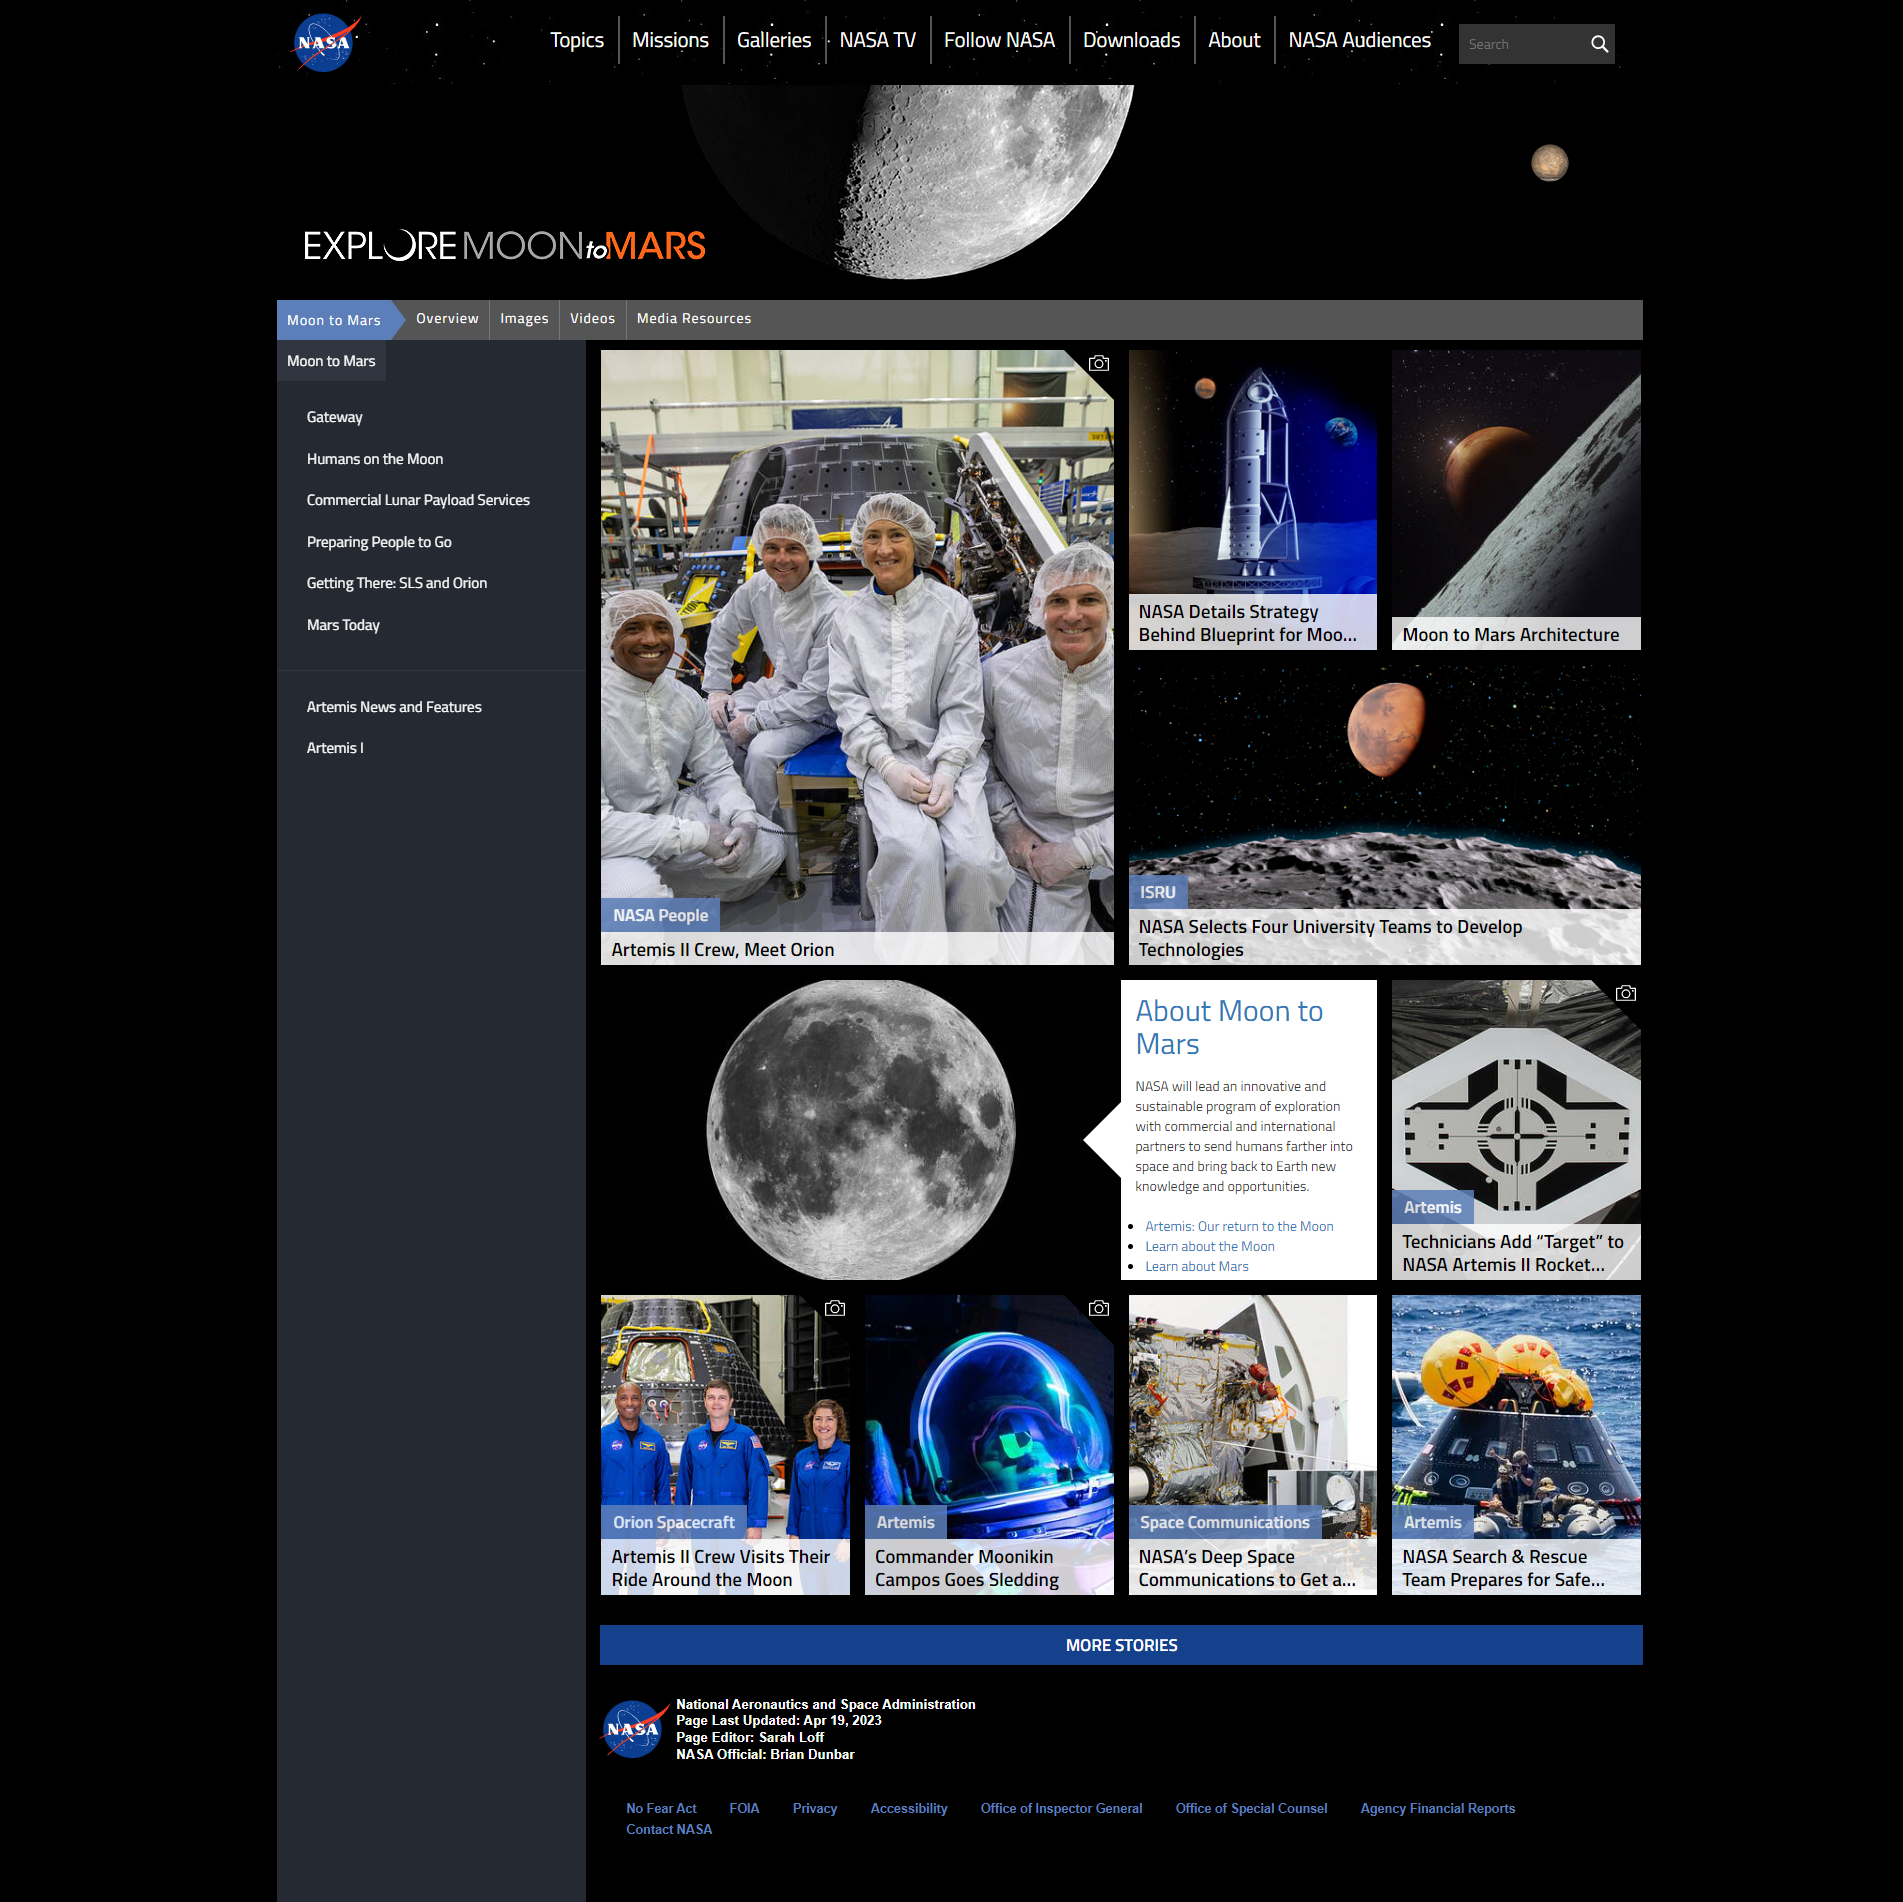 NASA
Topics
Missions
Galleries
NASA TV
Follow NASA
Downloads
About
NASA Audiences
Search
EXPLORE MOON to MARS
Moon to Mars
Overview
Images
Videos
Media Resources
Moon to Mars
Gateway
Humans on the Moon
Commercial Lunar Payload Services
Preparing People to Go
Getting There: SLS and Orion
Mars Today
Artemis News and Features
Artemis I
NASA People
Artemis II Crew, Meet Orion
NASA Details Strategy
Behind Blueprint for Moo...
Moon to Mars Architecture
ISRU
NASA Selects Four University Teams to Develop
Technologies
About Moon to
Mars
NASA will lead an innovative and
sustainable program of exploration
with commercial and international
partners to send humans farther into
space and bring back to Earth new
knowledge and opportunities.
Artemis: Our return to the Moon
Learn about the Moon
Learn about Mars
Artemis
Technicians Add “Target” to
NASA Artemis II Rocket...
Orion Spacecraft
Artemis II Crew Visits Their
Ride Around the Moon
Artemis
Commander Moonikin
Campos Goes Sledding
Space Communications
NASA’s Deep Space
Communications to Get a...
Artemis
NASA Search & Rescue
Team Prepares for Safe...
MORE STORIES
NASA
National Aeronautics and Space Administration
Page Last Updated: Apr 19, 2023
Page Editor: Sarah Loff
NASA Official: Brian Dunbar
No Fear Act
FOIA
Privacy
Accessibility
Office of Inspector General
Office of Special Counsel
Agency Financial Reports
Contact NASA